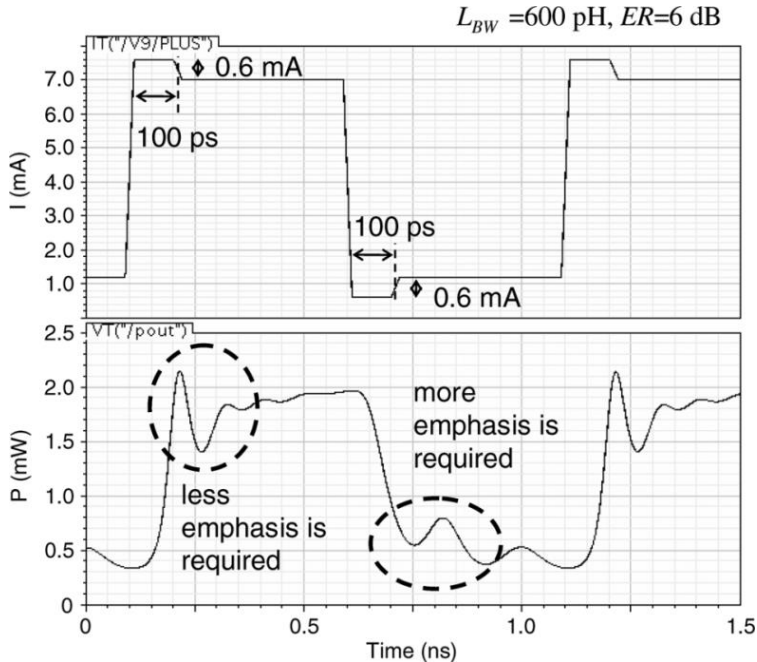 L_BW =600 pH, ER=6 dB
IT("/V9/PLUS")
7.0
6.0
5.0
4.0
3.0
2.0
1.0
I (mA)
0.6 mA
100 ps
100 ps
0.6 mA
VT("/pout")
2.5
2.0
1.5
1.0
0.5
0
P (mW)
less
emphasis is
required
more
emphasis is
required
0
0.5
1.0
1.5
Time (ns)